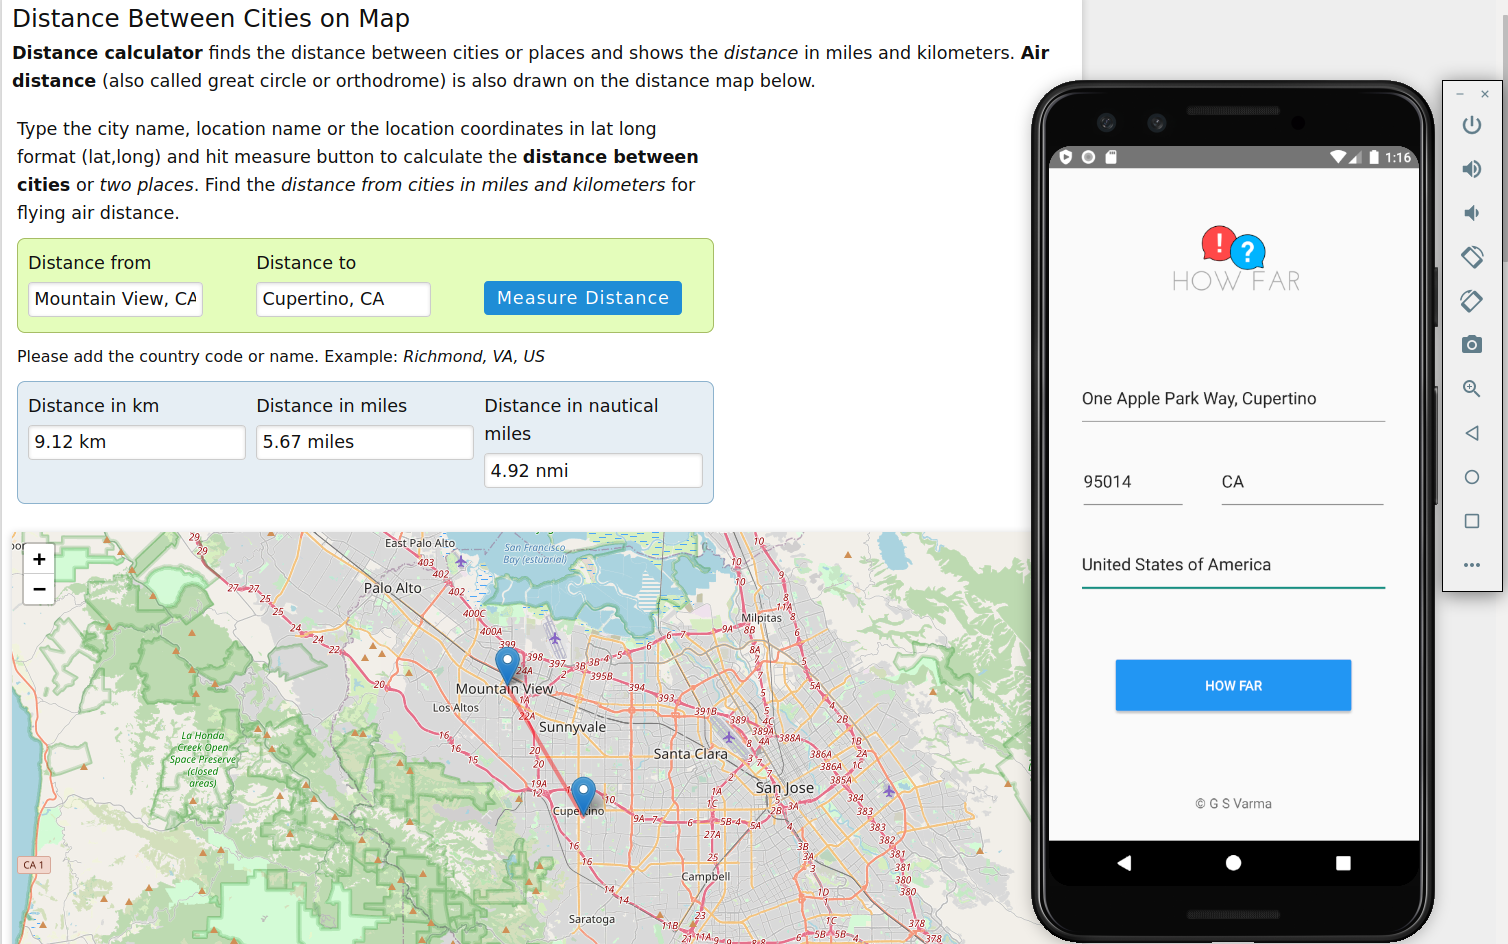 Distance Between Cities on Map
Distance calculator finds the distance between cities or places and shows the distance in miles and kilometers. Air
distance (also called great circle or orthodrome) is also drawn on the distance map below.
Type the city name, location name or the location coordinates in lat long
format (lat,long) and hit measure button to calculate the distance between
cities or two places. Find the distance from cities in miles and kilometers for
flying air distance.
Distance from
Distance to
Mountain View, CA
Cupertino, CA
Measure Distance
Please add the country code or name. Example: Richmond, VA, US
Distance in km
Distance in miles
Distance in nautical
miles
9.12 km
5.67 miles
4.92 nmi
+
−
East Palo Alto
San Francisco
Bay (estuarial)
Palo Alto
Milpitas
Mountain View
Los Altos
Sunnyvale
La Honda
Creek Open
Space Preserve
(closed
areas)
Santa Clara
San Jose
Cupertino
CA 1
Campbell
Saratoga
1:16
HOW FAR
One Apple Park Way, Cupertino
95014
CA
United States of America
HOW FAR
© G S Varma